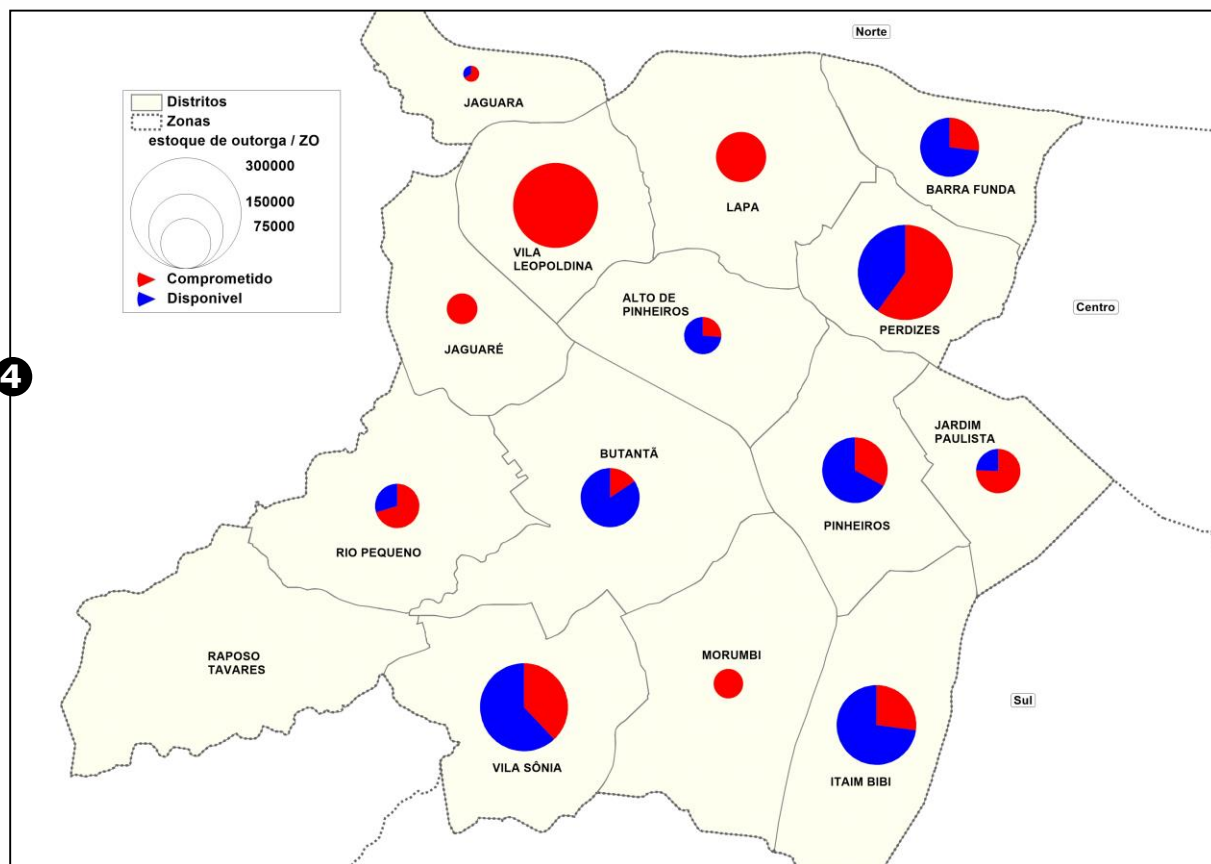 Norte
JAGUARA
Distritos
Zonas
estoque de outorga / ZO
300000
150000
75000
Comprometido
Disponivel
BARRA FUNDA
LAPA
VILA
LEOPOLDINA
ALTO DE
PINHEIROS
PERDIZES
Centro
JAGUARÉ
4
JARDIM
PAULISTA
BUTANTÃ
PINHEIROS
RIO PEQUENO
RAPOSO
TAVARES
MORUMBI
Sul
VILA SÔNIA
ITAIM BIBI